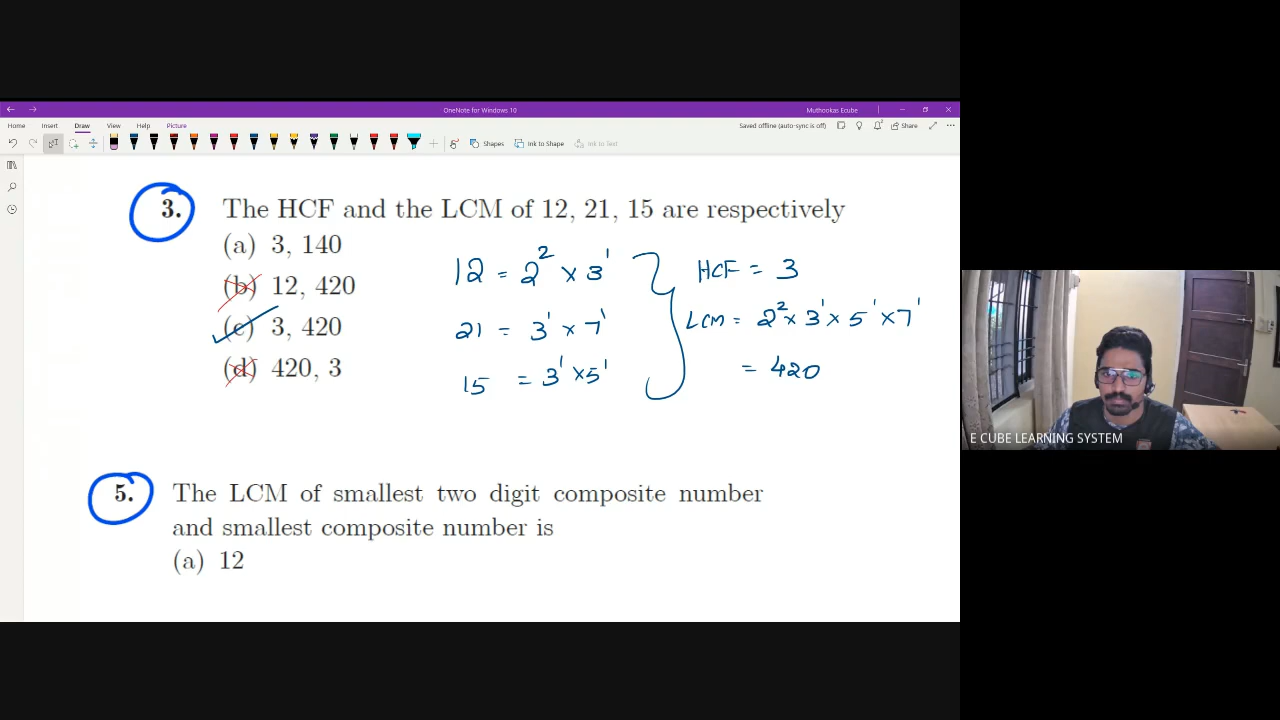 OneNote for Windows 10
Muthookas Ecube
Home Insert Draw View Help Picture
Saved offline (auto-sync is off)
Share
Shapes Ink to Shape Ink to Text
3. The HCF and the LCM of 12, 21, 15 are respectively
(a) 3, 140
(b) 12, 420
(c) 3, 420
(d) 420, 3
12 = 2² × 3¹
21 = 3¹ × 7¹
15 = 3¹ × 5¹
HCF = 3
LCM = 2² × 3¹ × 5¹ × 7¹
= 420
5. The LCM of smallest two digit composite number
and smallest composite number is
(a) 12
E CUBE LEARNING SYSTEM